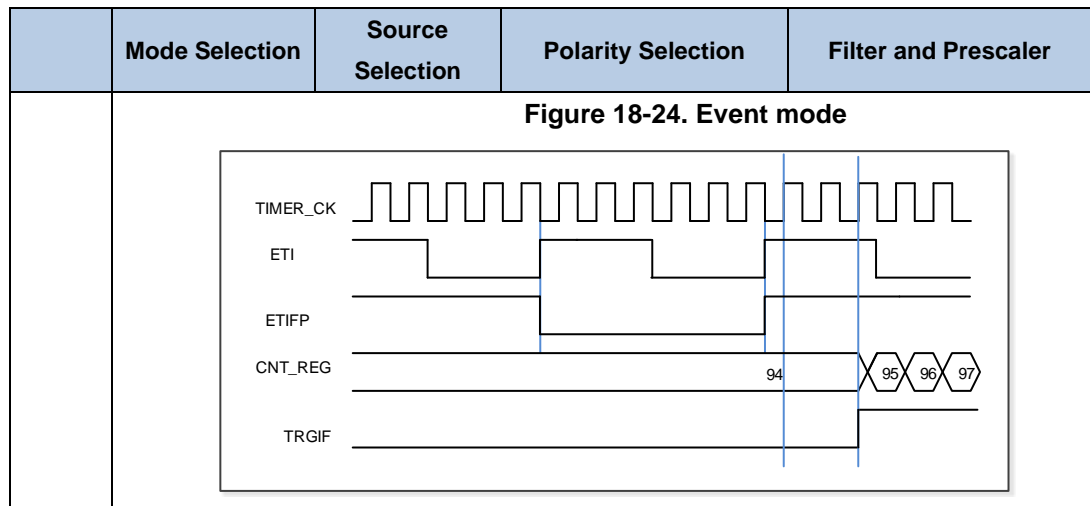 Mode Selection
Source
Selection
Polarity Selection
Filter and Prescaler
Figure 18-24. Event mode
TIMER_CK
ETI
ETIFP
CNT_REG
94
95
96
97
TRGIF